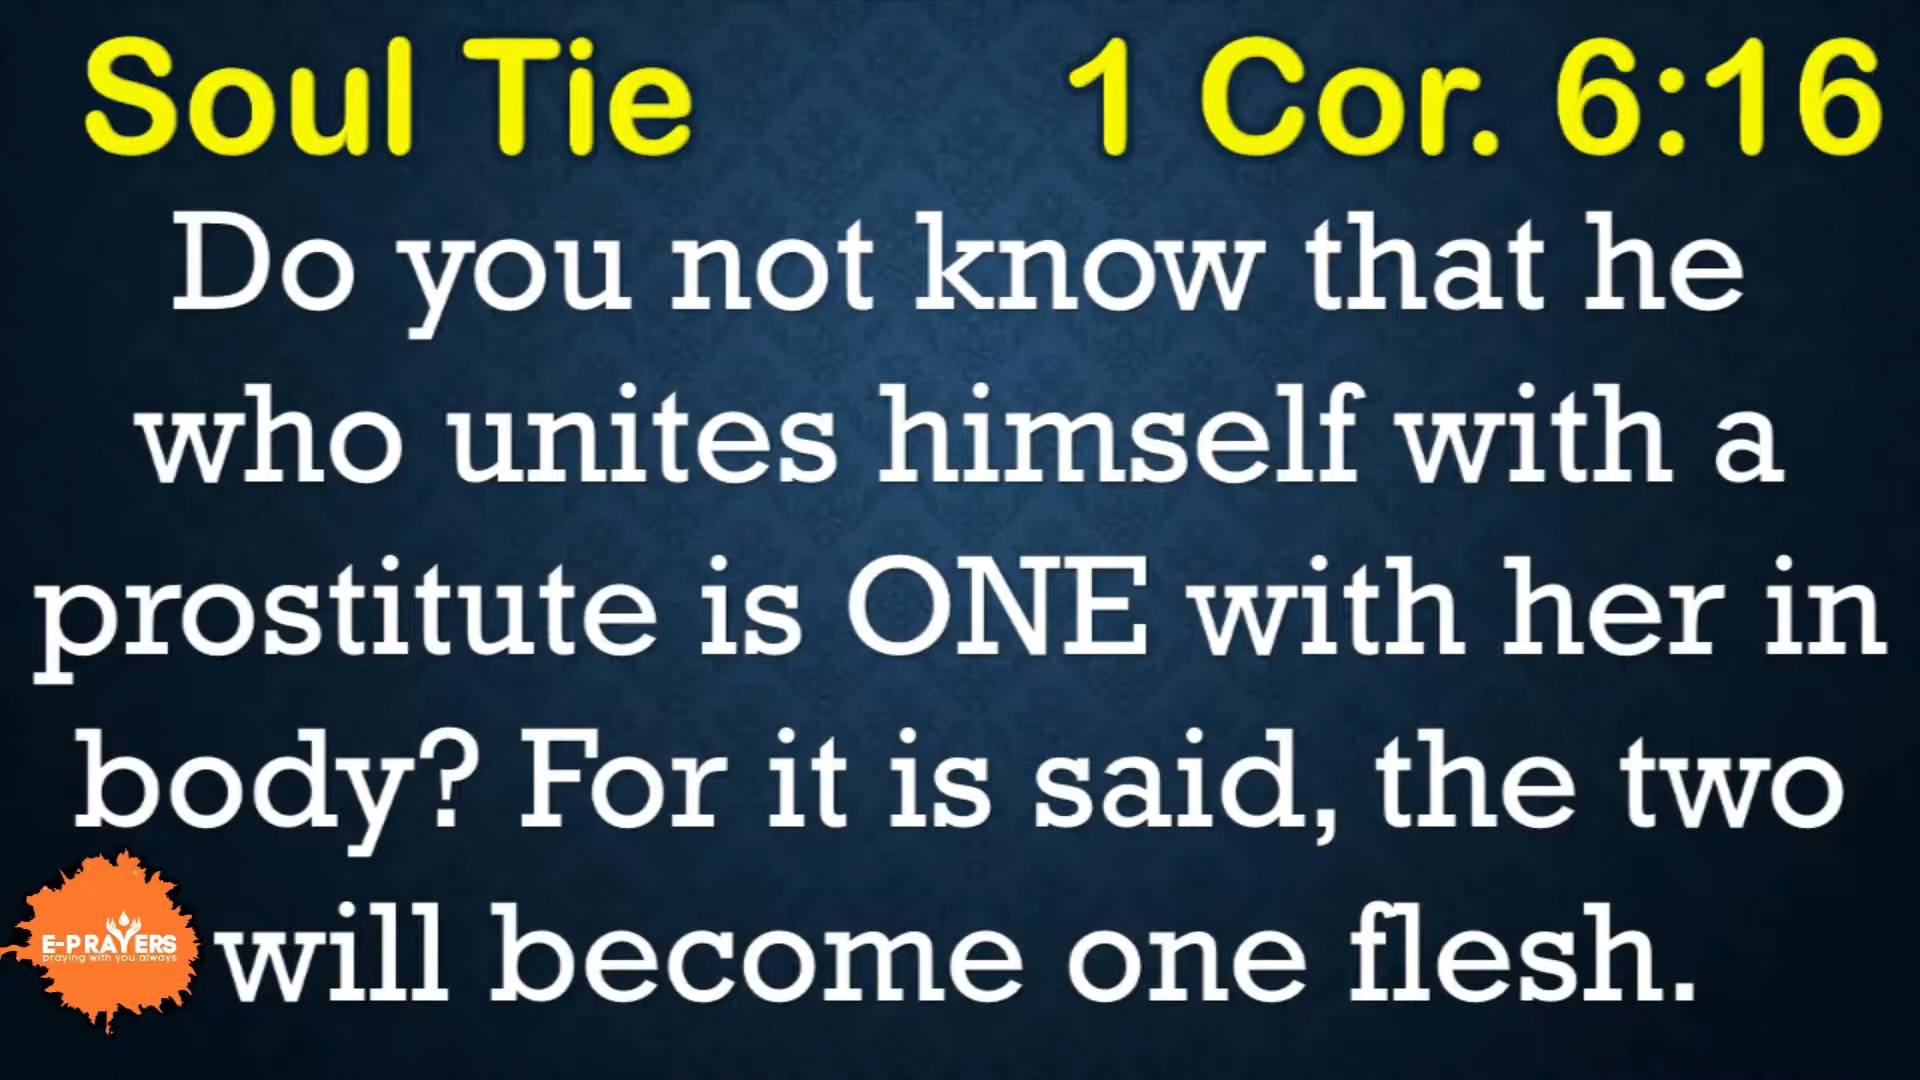 Soul Tie 1 Cor. 6:16
Do you not know that he
who unites himself with a
prostitute is ONE with her in
body? For it is said, the two
will become one flesh.
E-PRAYERS
praying with you always